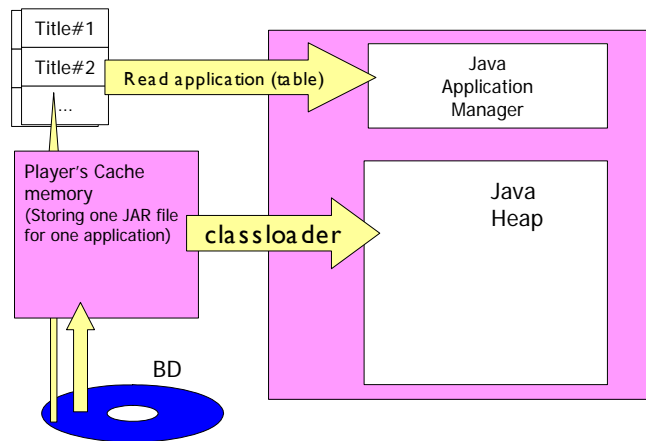 Title#1
Title#2
...
Read application (table)
Java
Application
Manager
Player's Cache
memory
(Storing one JAR file
for one application)
classloader
Java
Heap
BD